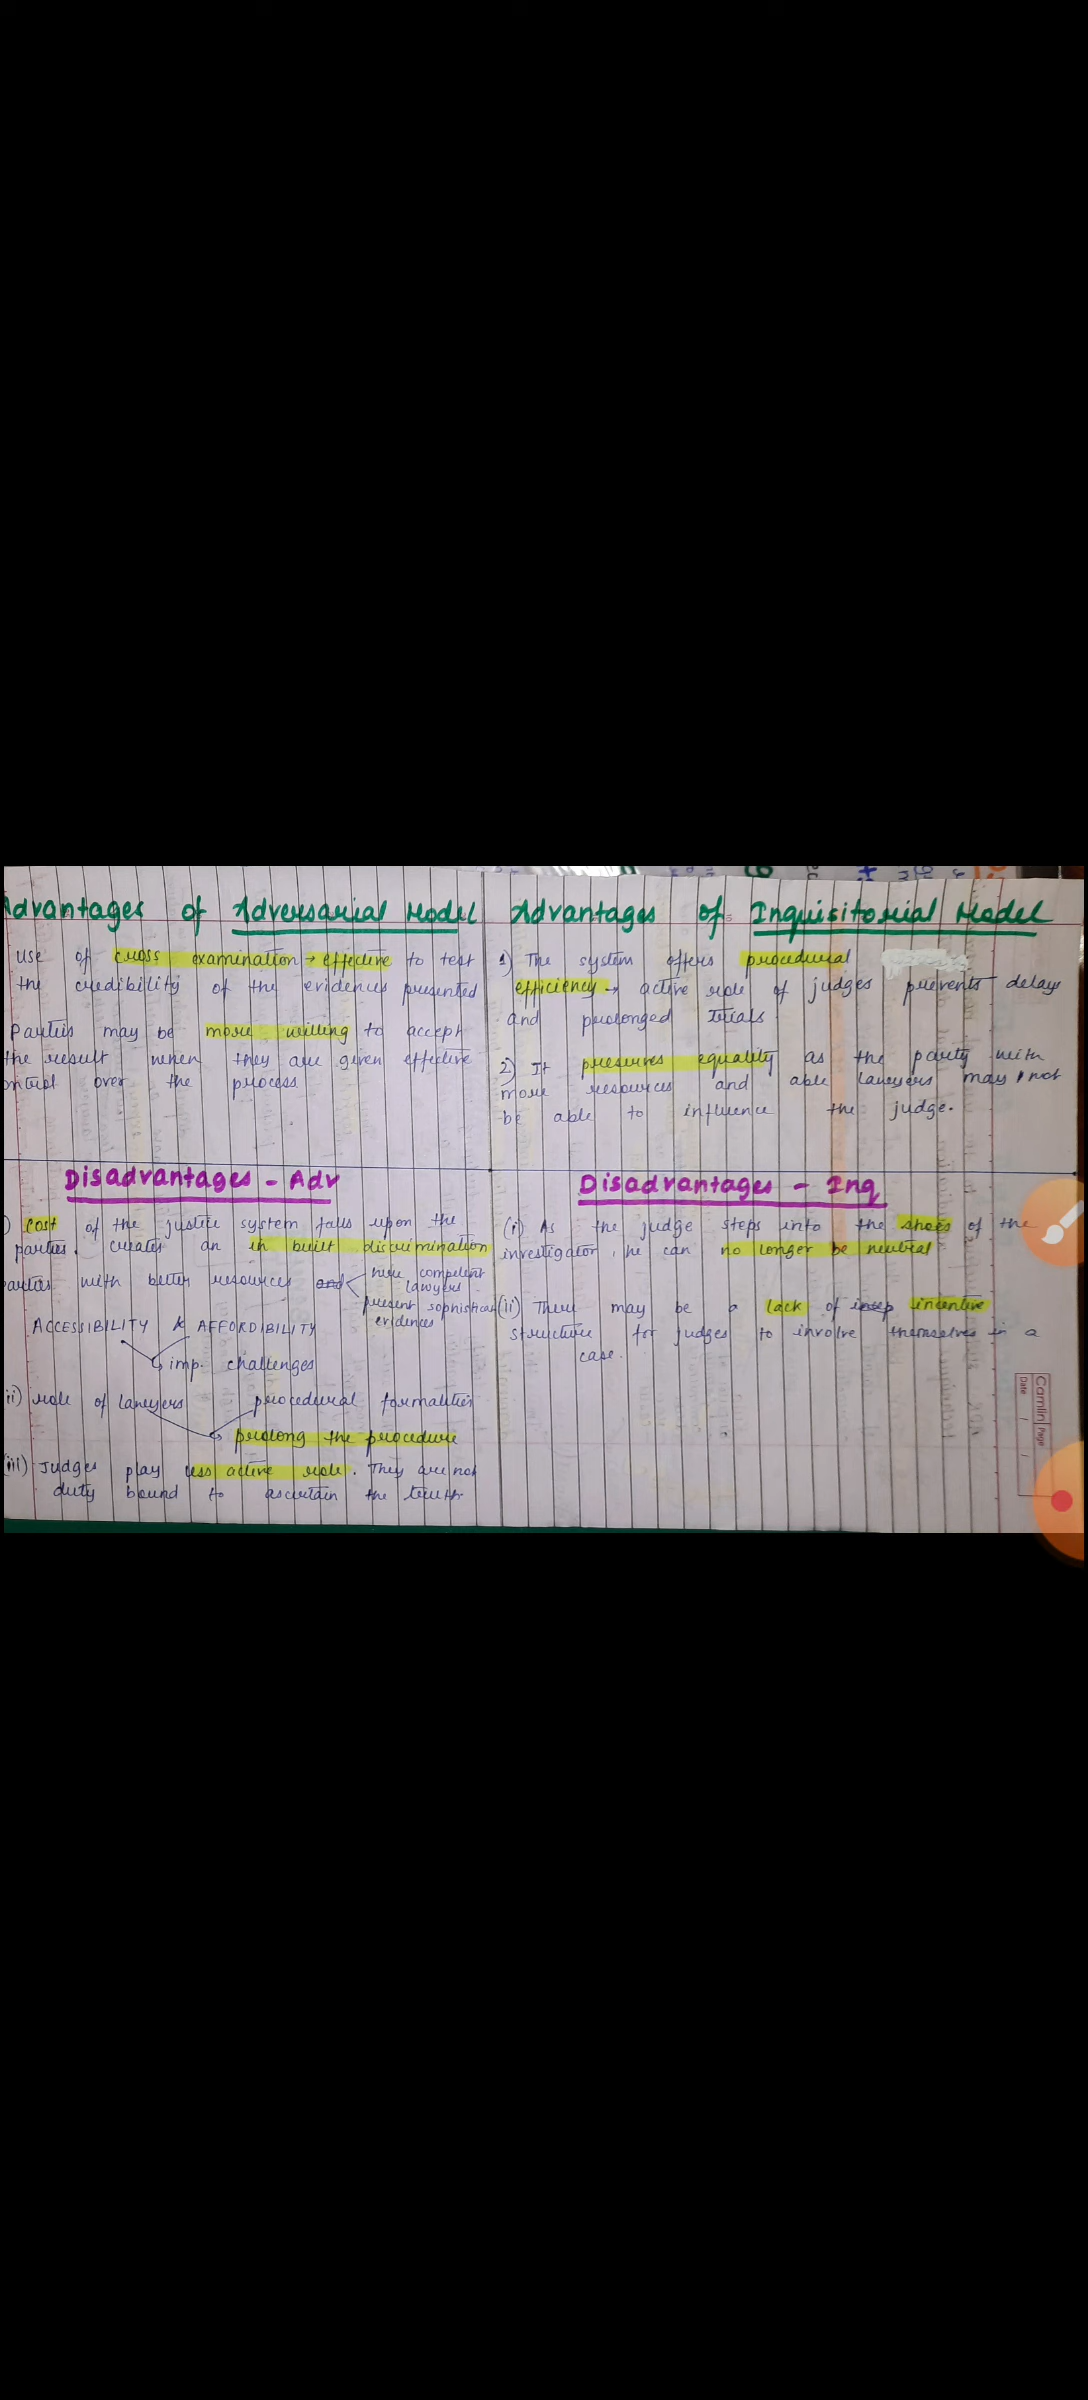 Advantages of Adversarial Model
use of cross examination → effective to test
the credibility of the evidences presented
Parties may be more willing to accept
the result when they are given effective
control over the process
Advantages of Inquisitorial Model
1) The system offers procedural
efficiency → active role of judges prevents delays
and prolonged trials
2) It preserves equality as the party with
more resources and able lawyers may not
be able to influence the judge.
Disadvantages - Adv
i) Cost of the justice system falls upon the
parties. creates an in built discrimination
parties with better resources
hire competent
lawyers
present sophisticat
evidences
ACCESSIBILITY & AFFORDIBILITY
↳ imp. challenges
ii) role of lawyers procedural formalities
↳ prolong the procedure
(iii) Judges play less active role. They are not
duty bound to ascertain the truth
Disadvantages - Inq
(i) As the judge steps into the shoes of the
investigator, he can no longer be neutral
(ii) There may be a lack of incentive
structure for judges to involve themselves in a
case.
Camlin Page
Date / /